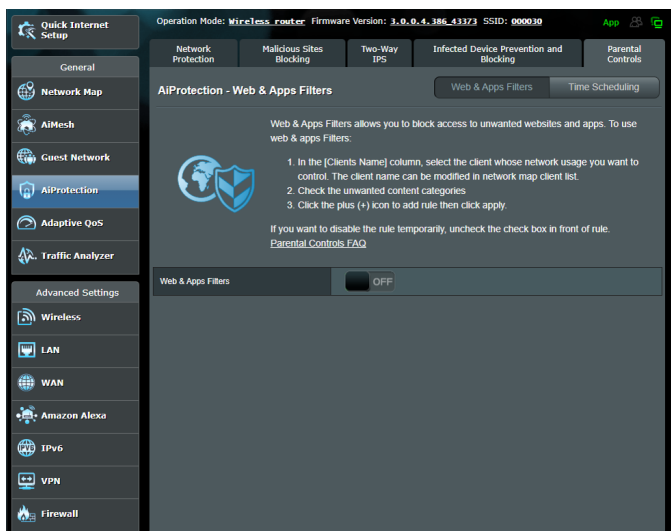 Quick Internet
Setup
Operation Mode: Wireless router Firmware Version: 3.0.0.4.386_43373 SSID: 000030
App
General
Network Map
AiMesh
Guest Network
AiProtection
Adaptive QoS
Traffic Analyzer
Advanced Settings
Wireless
LAN
WAN
Amazon Alexa
IPv6
VPN
Firewall
Network
Protection
Malicious Sites
Blocking
Two-Way
IPS
Infected Device Prevention and
Blocking
Parental
Controls
AiProtection - Web & Apps Filters
Web & Apps Filters
Time Scheduling
Web & Apps Filters allows you to block access to unwanted websites and apps. To use
web & apps Filters:
1. In the [Clients Name] column, select the client whose network usage you want to
control. The client name can be modified in network map client list.
2. Check the unwanted content categories
3. Click the plus (+) icon to add rule then click apply.
If you want to disable the rule temporarily, uncheck the check box in front of rule.
Parental Controls FAQ
Web & Apps Filters
OFF